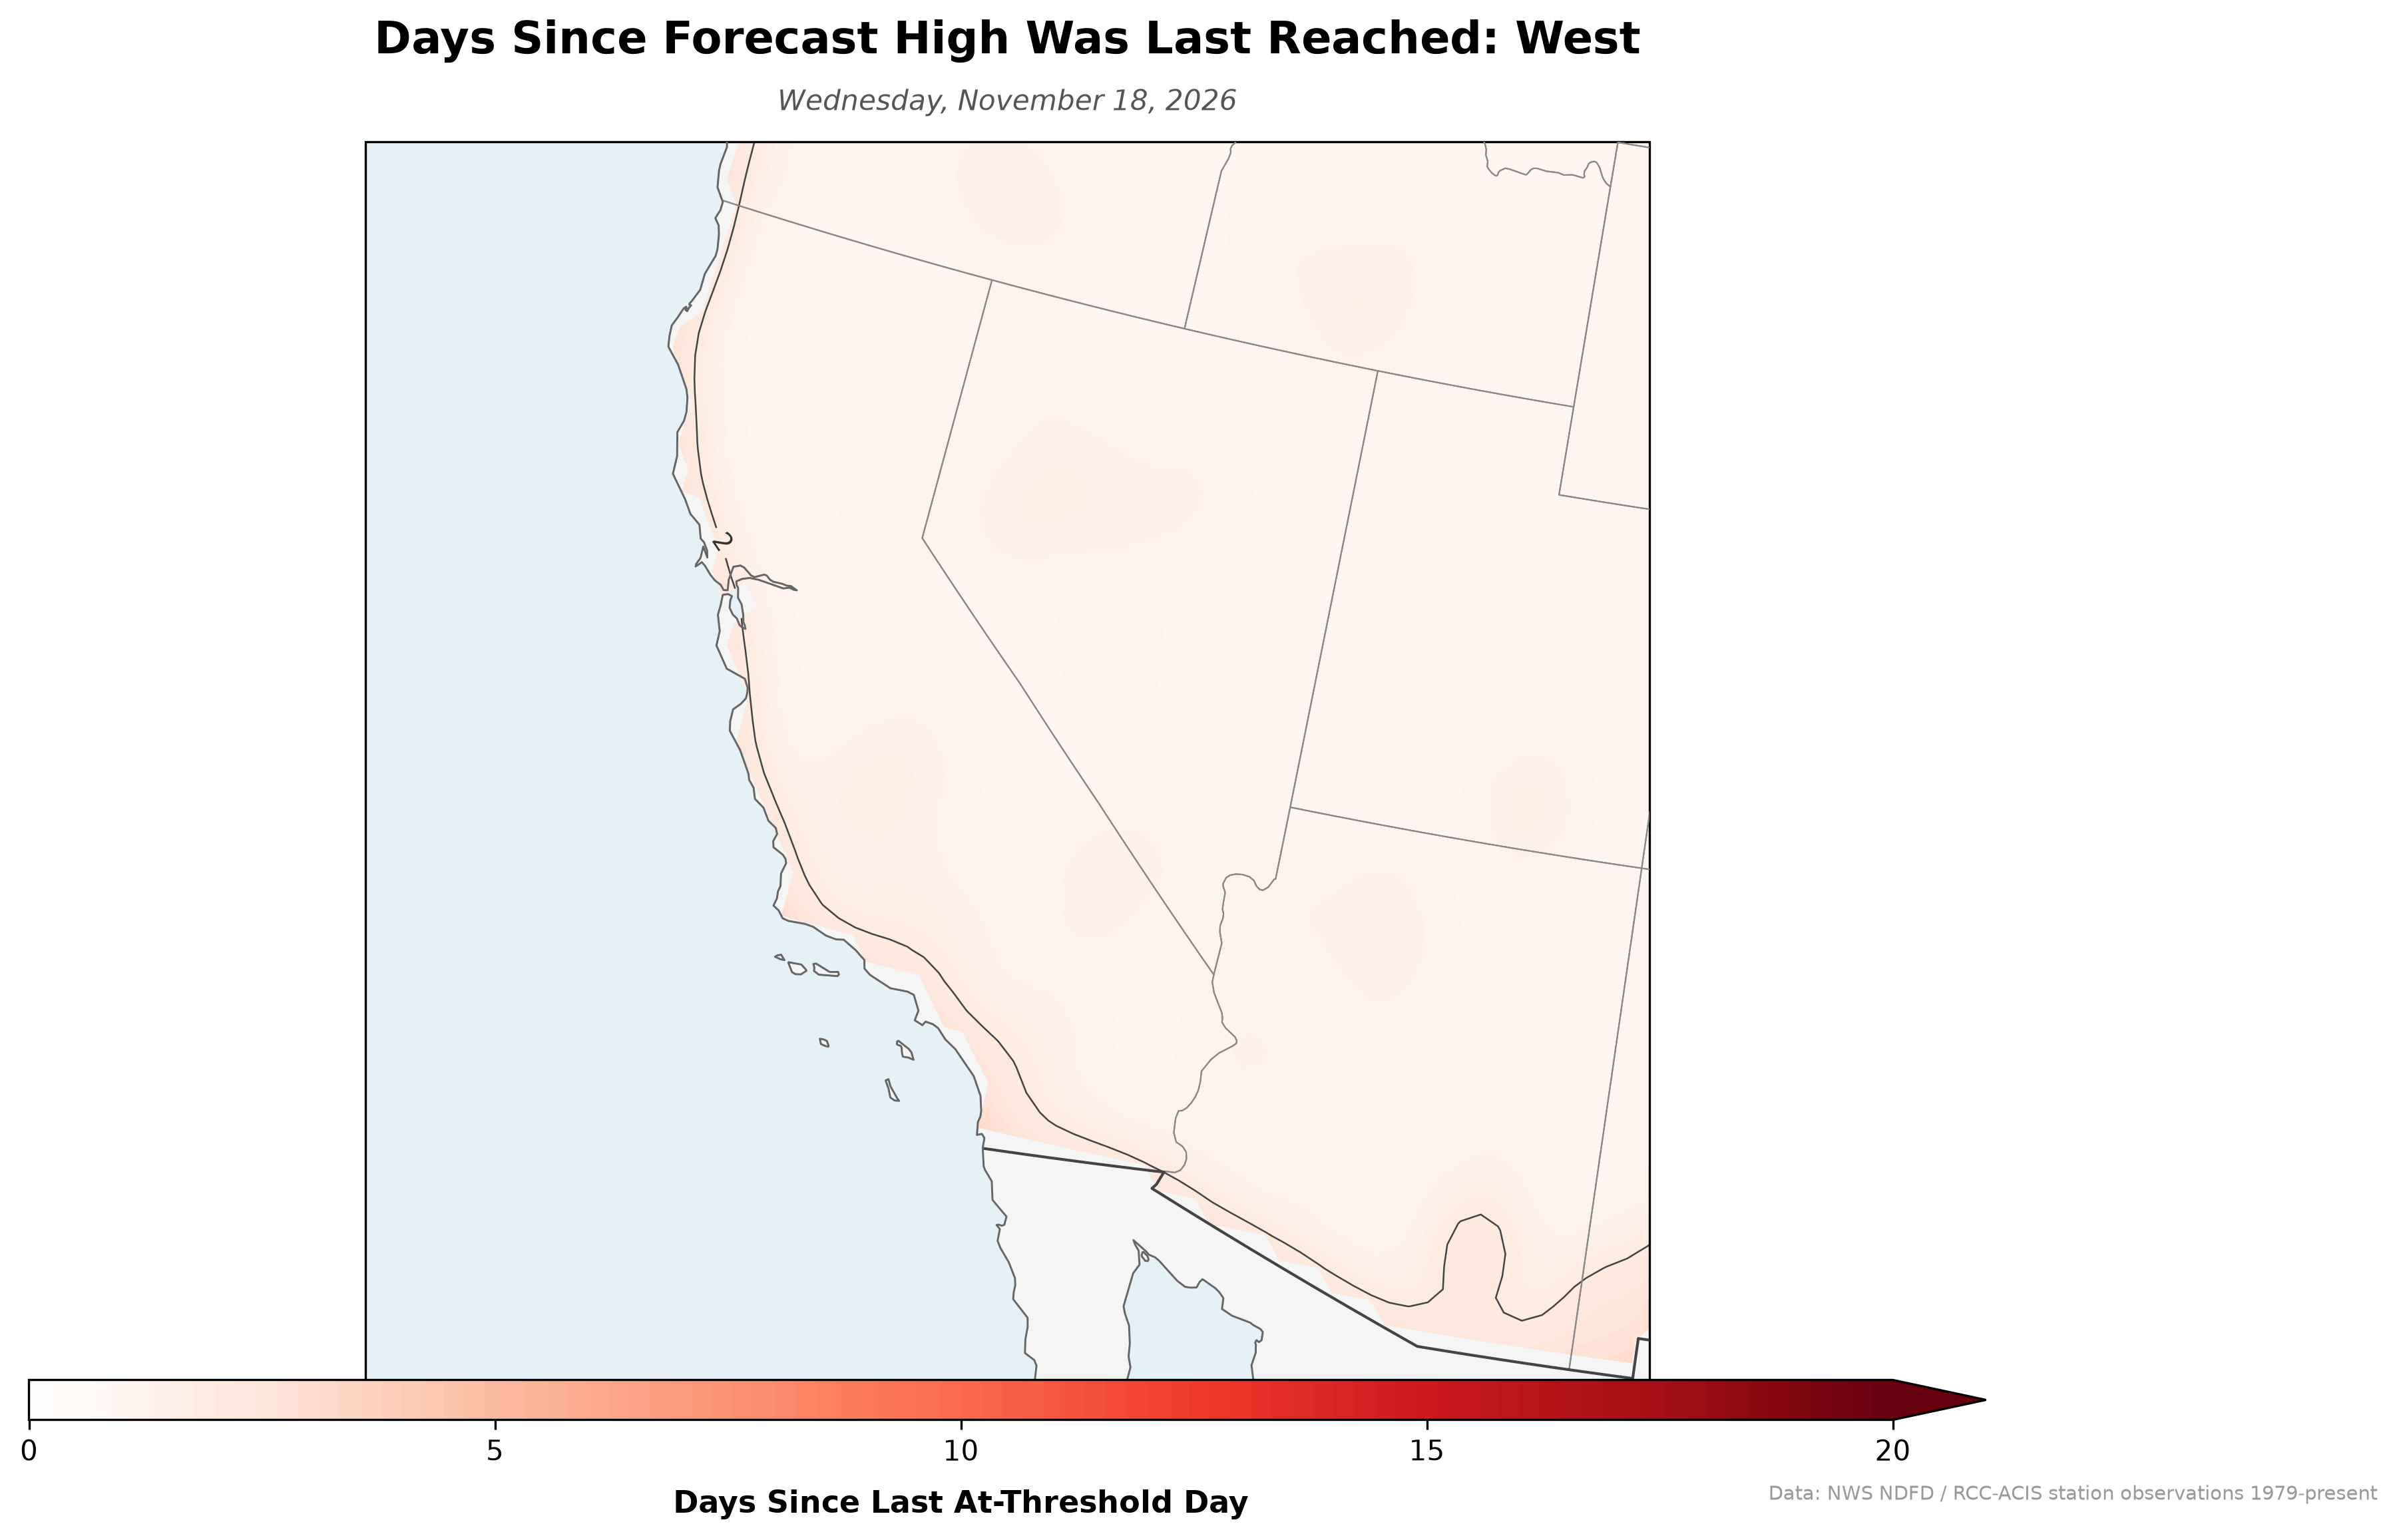 Days Since Forecast High Was Last Reached: West
Wednesday, November 18, 2026
2
0 5 10 15 20
Days Since Last At-Threshold Day
Data: NWS NDFD / RCC-ACIS station observations 1979-present